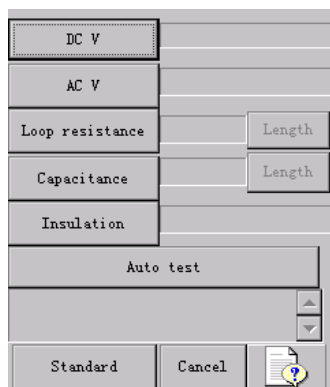 DC V
AC V
Loop resistance Length
Capacitance Length
Insulation
Auto test
Standard Cancel ?